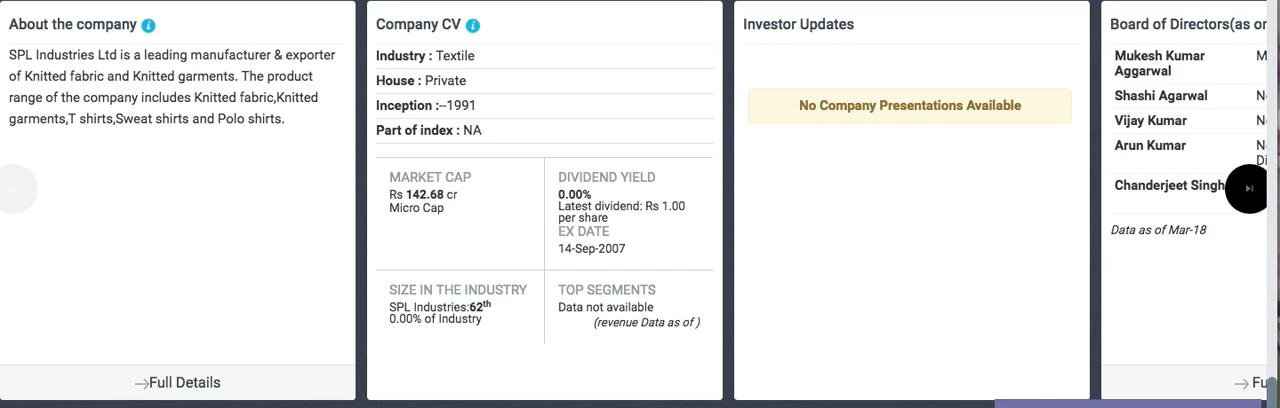 About the company
SPL Industries Ltd is a leading manufacturer & exporter
of Knitted fabric and Knitted garments. The product
range of the company includes Knitted fabric,Knitted
garments,T shirts,Sweat shirts and Polo shirts.
→Full Details
Company CV
Industry : Textile
House : Private
Inception :--1991
Part of index : NA
MARKET CAP
Rs 142.68 cr
Micro Cap
DIVIDEND YIELD
0.00%
Latest dividend: Rs 1.00
per share
EX DATE
14-Sep-2007
SIZE IN THE INDUSTRY
SPL Industries:62th
0.00% of Industry
TOP SEGMENTS
Data not available
(revenue Data as of )
Investor Updates
No Company Presentations Available
Board of Directors(as or
Mukesh Kumar
Aggarwal
Shashi Agarwal
Vijay Kumar
Arun Kumar
Chanderjeet Singh
Data as of Mar-18